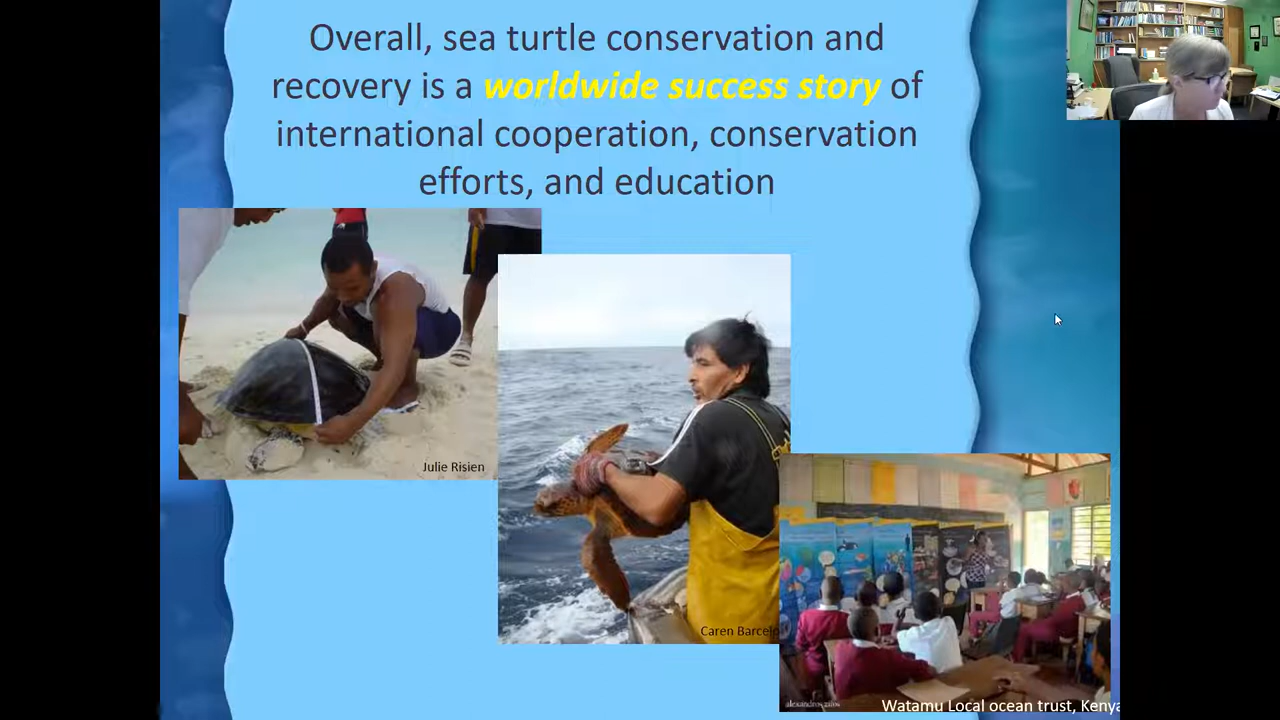 Overall, sea turtle conservation and
recovery is a worldwide success story of
international cooperation, conservation
efforts, and education
Julie Risien
Caren Barcelo
alexandroszilos
Watamu Local ocean trust, Kenya